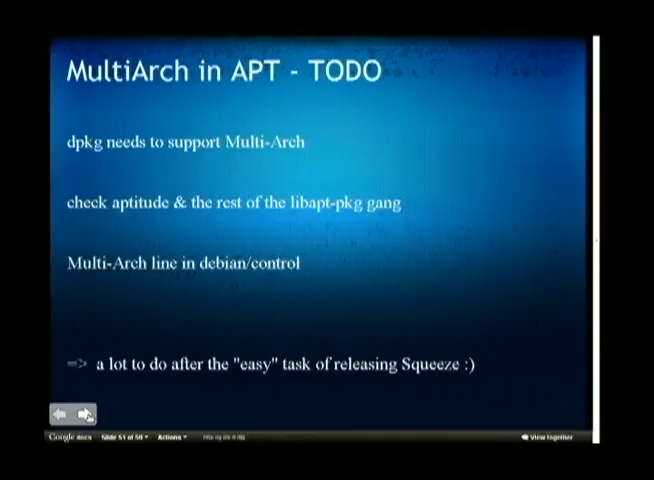 MultiArch in APT - TODO
dpkg needs to support Multi-Arch
check aptitude & the rest of the libapt-pkg gang
Multi-Arch line in debian/control
=> a lot to do after the "easy" task of releasing Squeeze :)
Google docs Slide 51 of 59 Actions View together